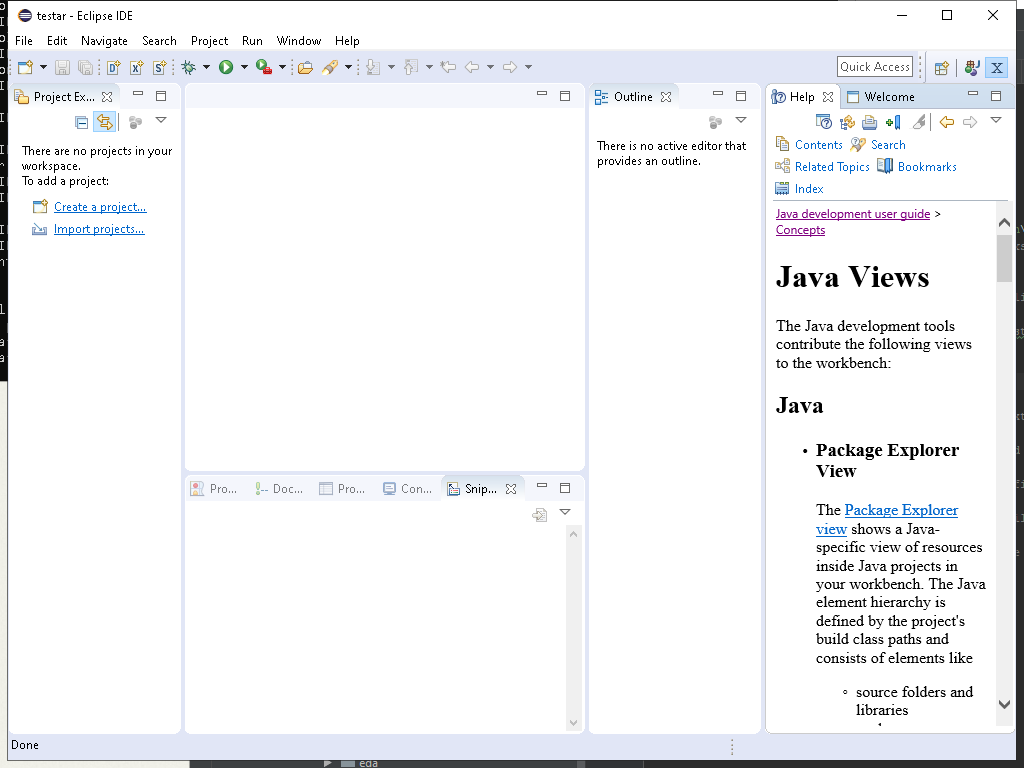 testar - Eclipse IDE
File Edit Navigate Search Project Run Window Help
Quick Access
Project Ex...
There are no projects in your
workspace.
To add a project:
Create a project...
Import projects...
Outline
There is no active editor that
provides an outline.
Help
Welcome
Contents Search
Related Topics Bookmarks
Index
Java development user guide >
Concepts
Java Views
The Java development tools
contribute the following views
to the workbench:
Java
• Package Explorer
View
The Package Explorer
view shows a Java-
specific view of resources
inside Java projects in
your workbench. The Java
element hierarchy is
defined by the project's
build class paths and
consists of elements like
◦ source folders and
libraries
Pro... Doc... Pro... Con... Snip...
Done
eda